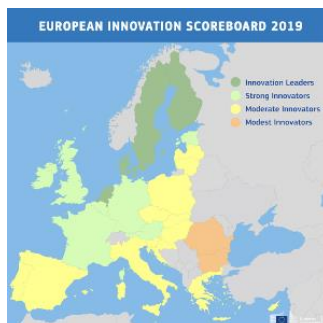 EUROPEAN INNOVATION SCOREBOARD 2019
Innovation Leaders
Strong Innovators
Moderate Innovators
Modest Innovators